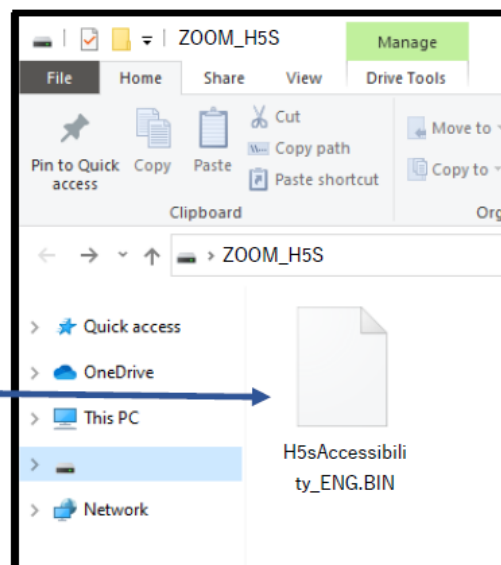 ZOOM_H5S
Manage
File Home Share View Drive Tools
Cut
Copy path
Paste shortcut
Pin to Quick access
Copy
Paste
Move to
Copy to
Clipboard
Org
ZOOM_H5S
Quick access
OneDrive
This PC
Network
H5sAccessibili
ty_ENG.BIN